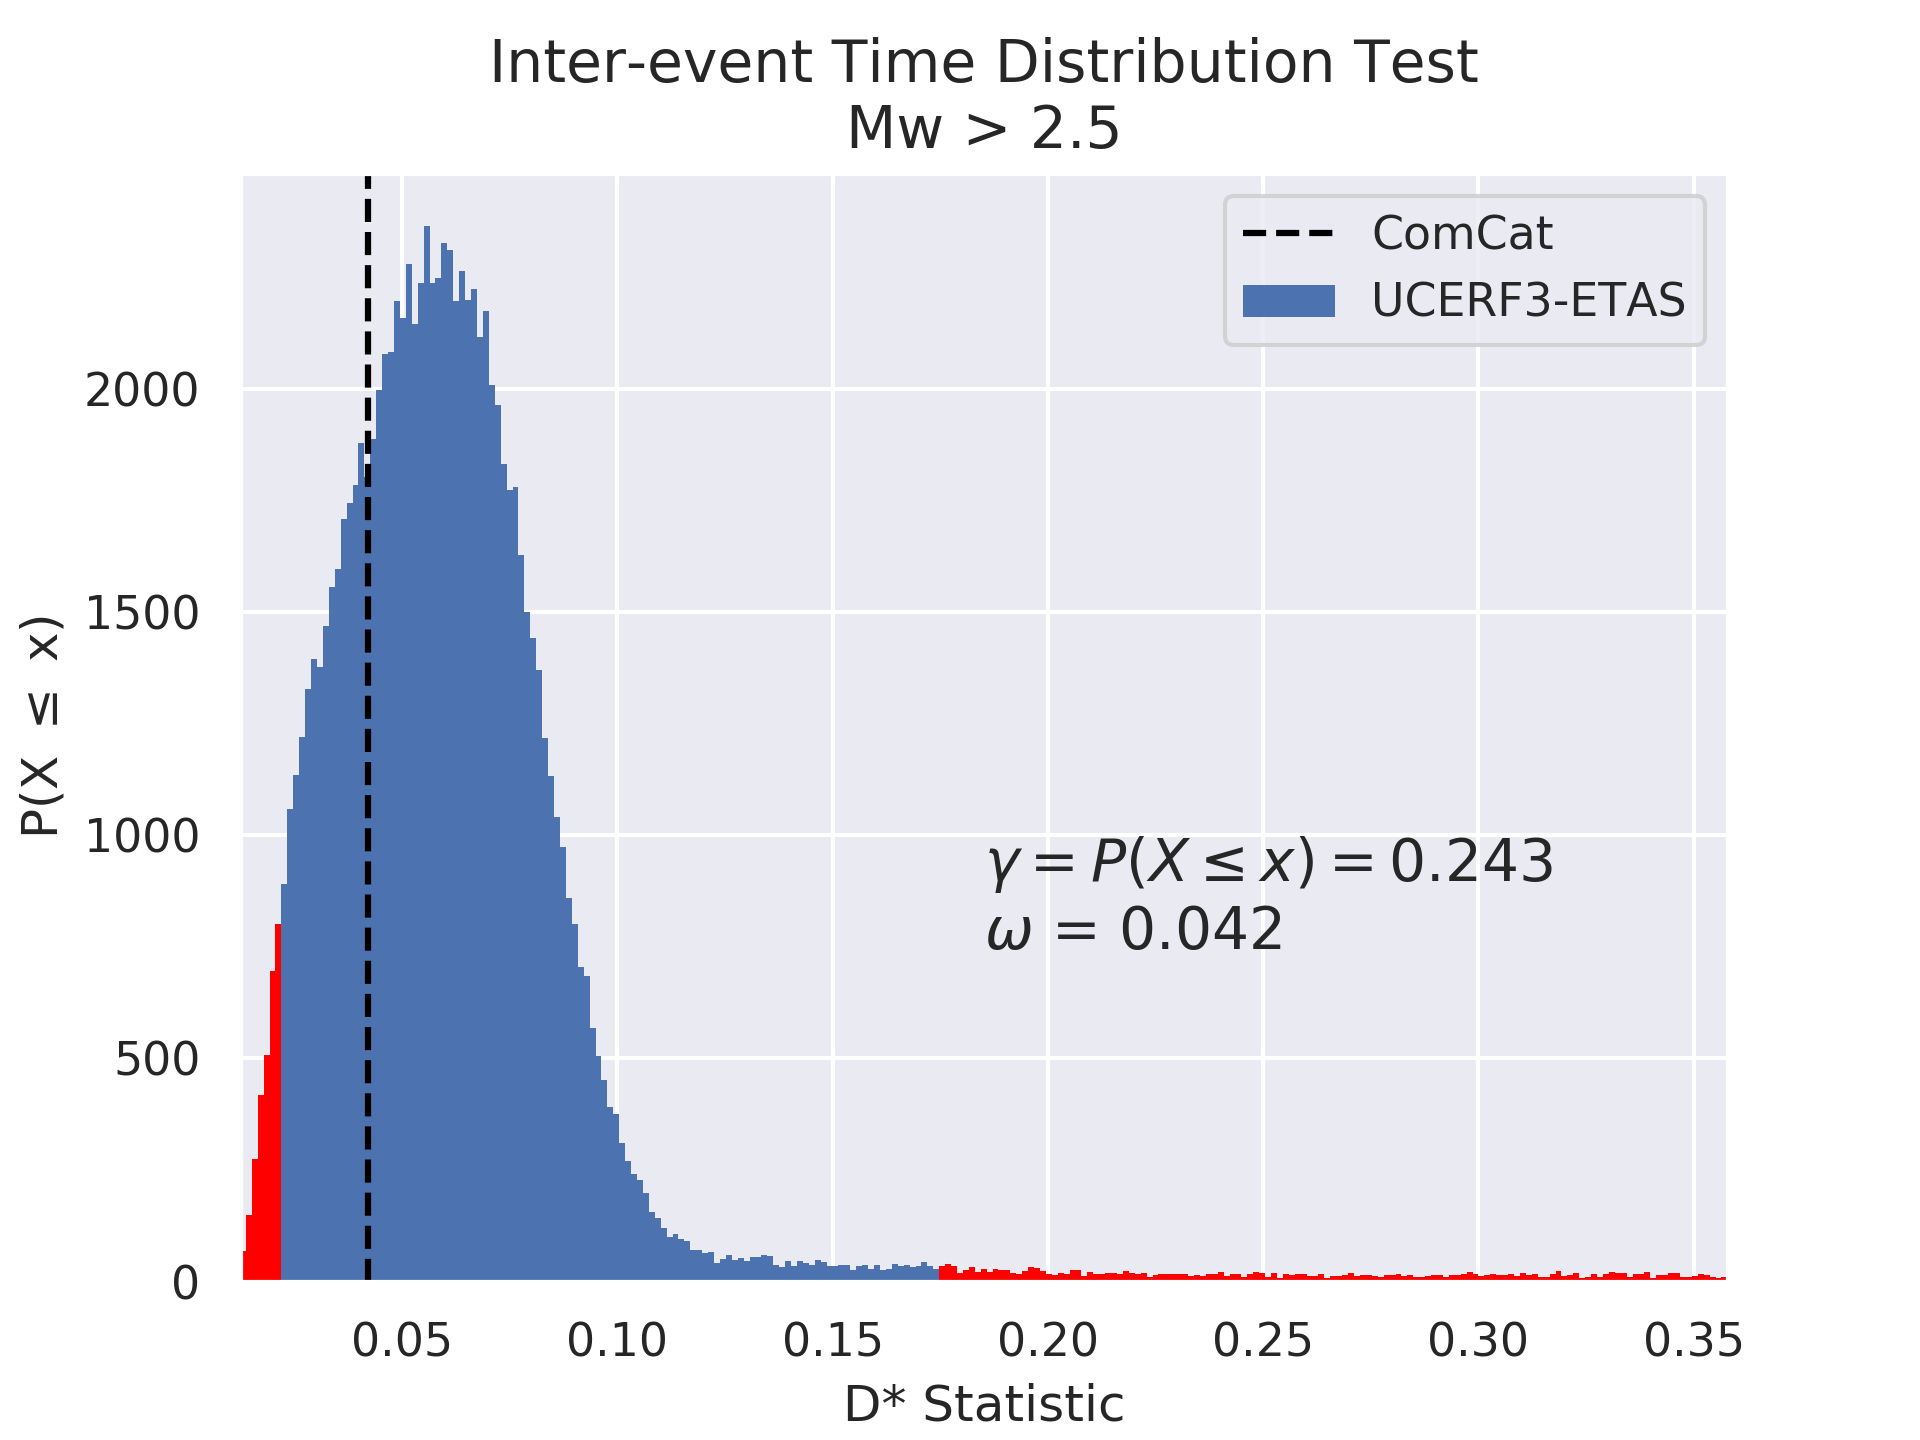 Inter-event Time Distribution Test
Mw > 2.5
ComCat
UCERF3-ETAS
P(X ≤ x)
2000
1500
1000
500
0
γ = P(X ≤ x) = 0.243
ω = 0.042
0.05 0.10 0.15 0.20 0.25 0.30 0.35
D* Statistic